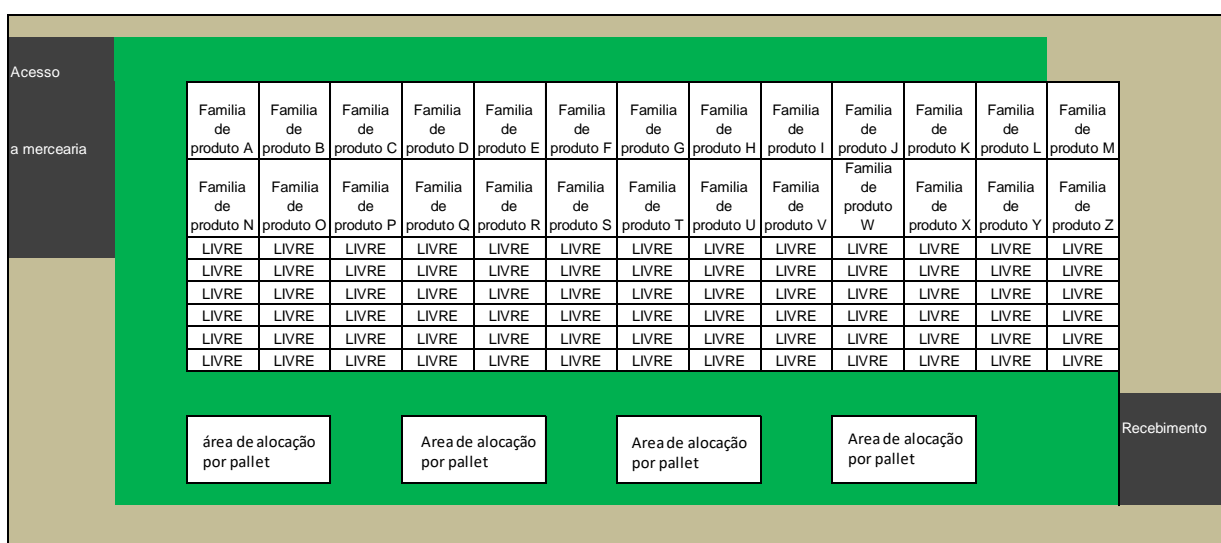 Acesso
a mercearia
Familia de produto A Familia de produto B Familia de produto C Familia de produto D Familia de produto E Familia de produto F Familia de produto G Familia de produto H Familia de produto I Familia de produto J Familia de produto K Familia de produto L Familia de produto M
Familia de produto N Familia de produto O Familia de produto P Familia de produto Q Familia de produto R Familia de produto S Familia de produto T Familia de produto U Familia de produto V Familia de produto W Familia de produto X Familia de produto Y Familia de produto Z
LIVRE LIVRE LIVRE LIVRE LIVRE LIVRE LIVRE LIVRE LIVRE LIVRE LIVRE LIVRE LIVRE
LIVRE LIVRE LIVRE LIVRE LIVRE LIVRE LIVRE LIVRE LIVRE LIVRE LIVRE LIVRE LIVRE
LIVRE LIVRE LIVRE LIVRE LIVRE LIVRE LIVRE LIVRE LIVRE LIVRE LIVRE LIVRE LIVRE
LIVRE LIVRE LIVRE LIVRE LIVRE LIVRE LIVRE LIVRE LIVRE LIVRE LIVRE LIVRE LIVRE
LIVRE LIVRE LIVRE LIVRE LIVRE LIVRE LIVRE LIVRE LIVRE LIVRE LIVRE LIVRE LIVRE
LIVRE LIVRE LIVRE LIVRE LIVRE LIVRE LIVRE LIVRE LIVRE LIVRE LIVRE LIVRE LIVRE
área de alocação
por pallet
Area de alocação
por pallet
Area de alocação
por pallet
Area de alocação
por pallet
Recebimento